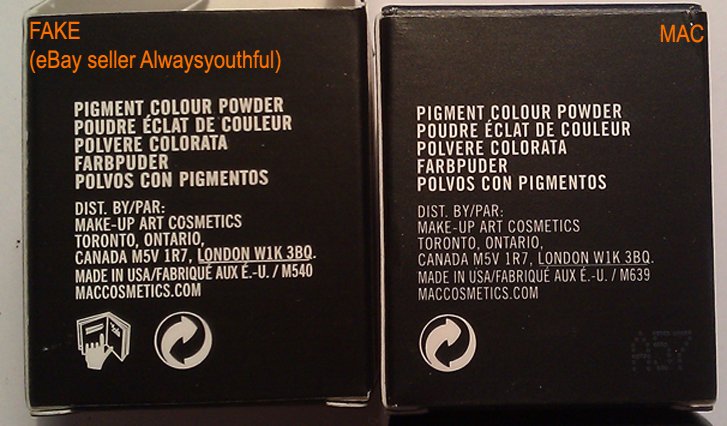 FAKE
(eBay seller Alwaysyouthful)
PIGMENT COLOUR POWDER
POUDRE ÉCLAT DE COULEUR
POLVERE COLORATA
FARBPUDER
POLVOS CON PIGMENTOS
DIST. BY/PAR:
MAKE-UP ART COSMETICS
TORONTO, ONTARIO,
CANADA M5V 1R7, LONDON W1K 3BQ.
MADE IN USA/FABRIQUÉ AUX É.-U. / M540
MACCOSMETICS.COM
MAC
PIGMENT COLOUR POWDER
POUDRE ÉCLAT DE COULEUR
POLVERE COLORATA
FARBPUDER
POLVOS CON PIGMENTOS
DIST. BY/PAR:
MAKE-UP ART COSMETICS
TORONTO, ONTARIO,
CANADA M5V 1R7, LONDON W1K 3BQ.
MADE IN USA/FABRIQUÉ AUX É.-U. / M639
MACCOSMETICS.COM
A37